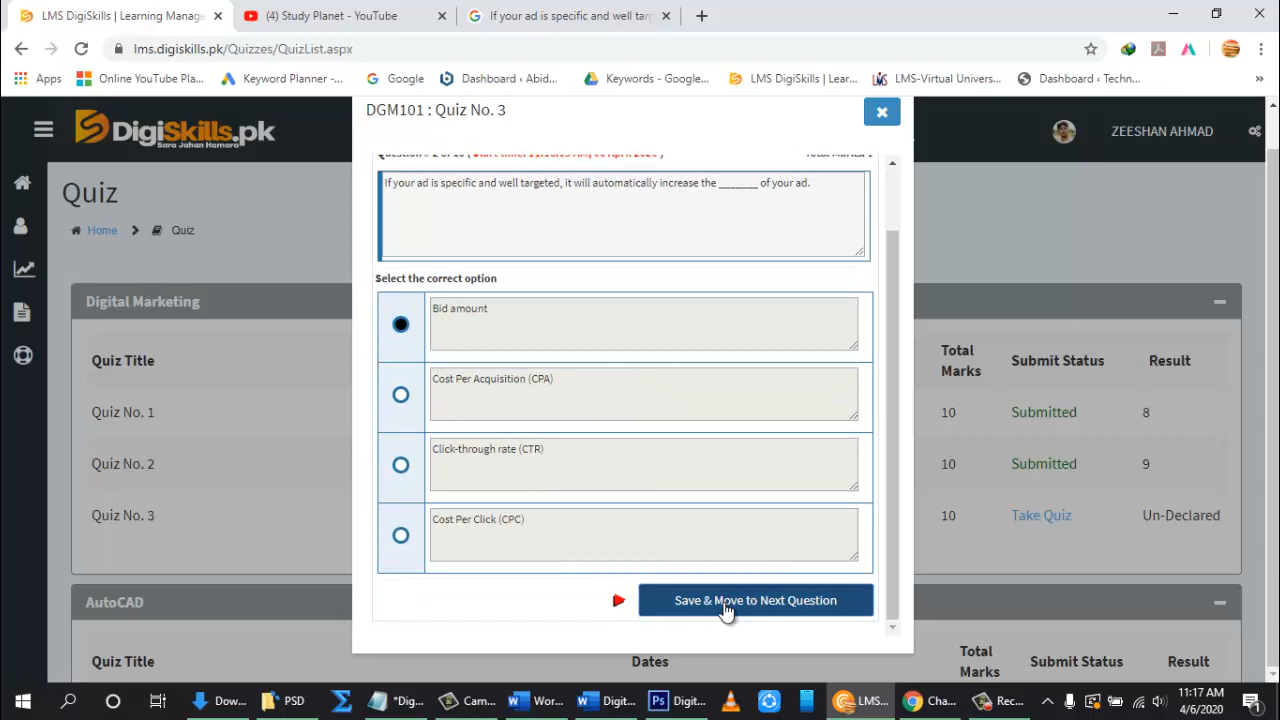 LMS DigiSkills | Learning Manage
(4) Study Planet - YouTube
If your ad is specific and well targ
lms.digiskills.pk/Quizzes/QuizList.aspx
Apps
Online YouTube Pla...
Keyword Planner -...
Google
Dashboard ‹ Abid...
Keywords - Google...
LMS DigiSkills | Lear...
LMS-Virtual Univers...
Dashboard ‹ Techn...
»
DigiSkills.pk
Sara Jahan Hamara
ZEESHAN AHMAD
Quiz
Home
Quiz
DGM101 : Quiz No. 3
If your ad is specific and well targeted, it will automatically increase the _______ of your ad.
Select the correct option
Bid amount
Cost Per Acquisition (CPA)
Click-through rate (CTR)
Cost Per Click (CPC)
Save & Move to Next Question
Digital Marketing
Quiz Title
Total
Marks
Submit Status
Result
Quiz No. 1
10
Submitted
8
Quiz No. 2
10
Submitted
9
Quiz No. 3
10
Take Quiz
Un-Declared
AutoCAD
Quiz Title
Dates
Total
Marks
Submit Status
Result
Dow...
PSD
*Dig...
Cam...
Wor...
Digit...
Digit...
LMS...
Cha...
Rec...
11:17 AM
4/6/2020